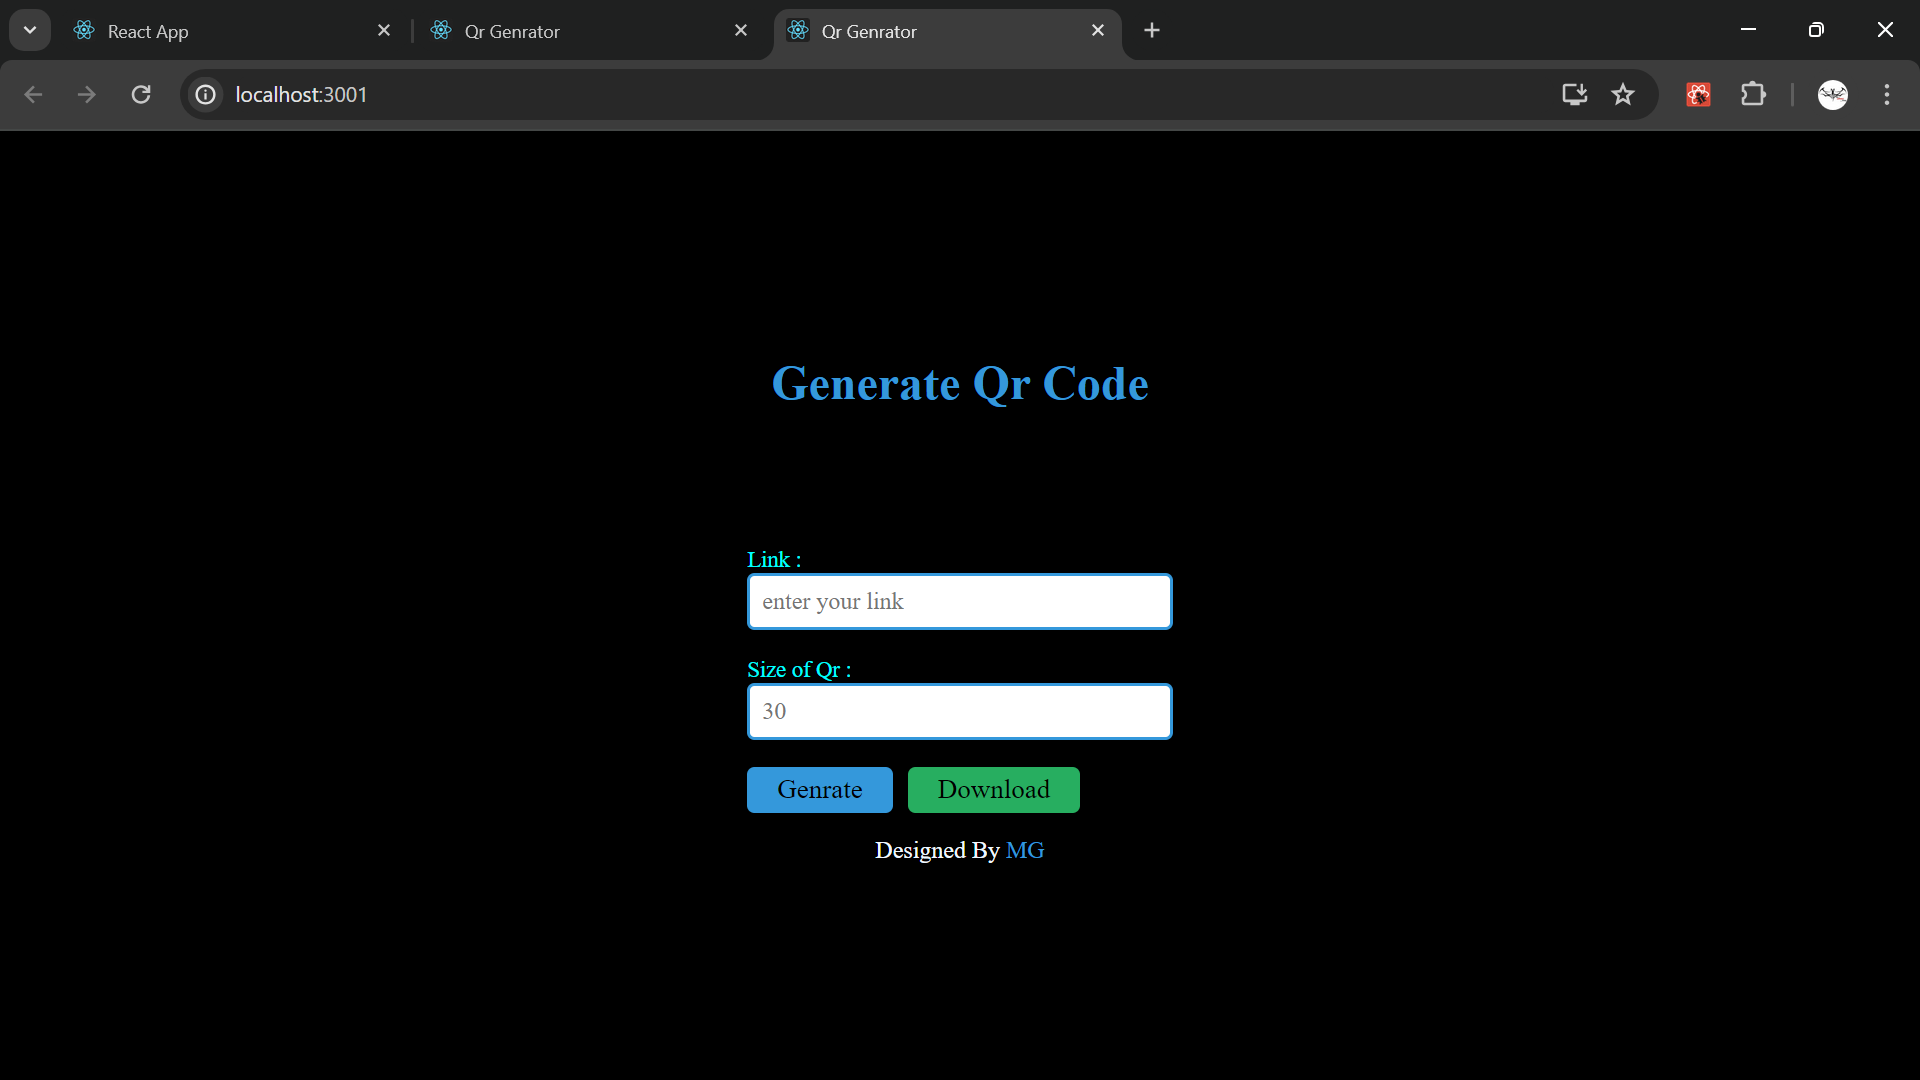 React App
Qr Genrator
Qr Genrator
localhost:3001
Generate Qr Code
Link :
enter your link
Size of Qr :
30
Genrate
Download
Designed By MG